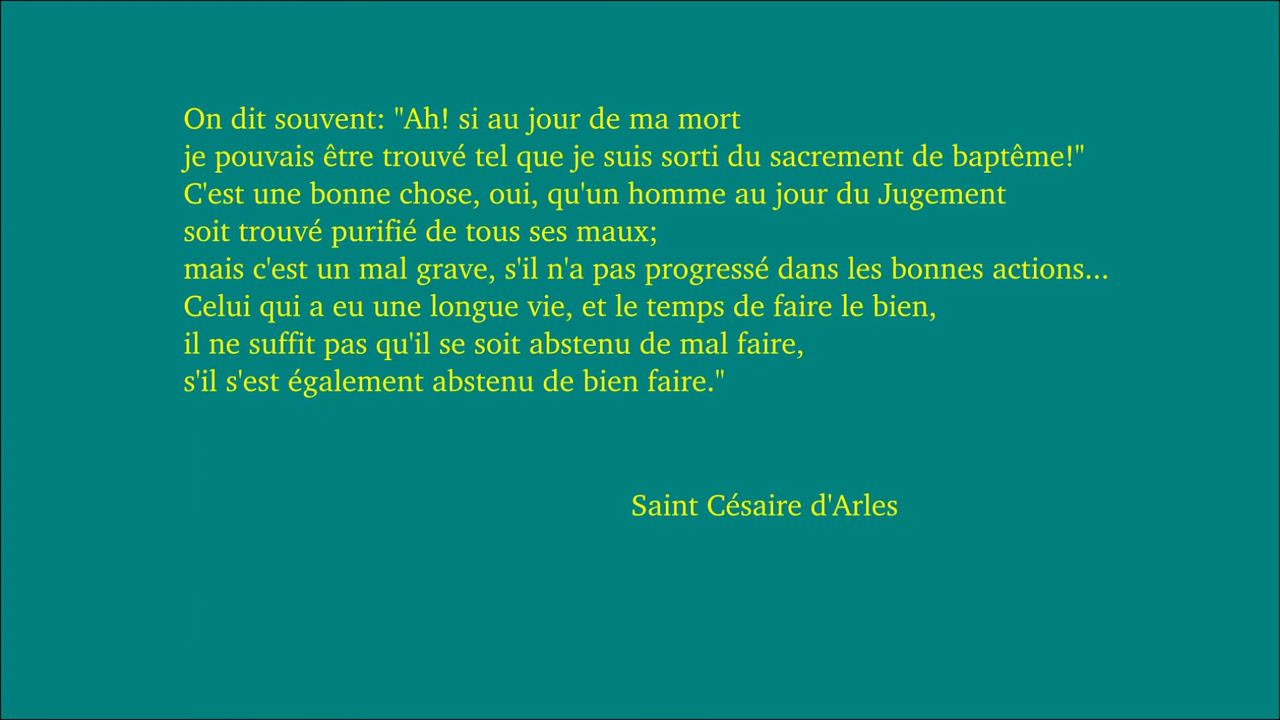 On dit souvent: "Ah! si au jour de ma mort
je pouvais être trouvé tel que je suis sorti du sacrement de baptême!"
C'est une bonne chose, oui, qu'un homme au jour du Jugement
soit trouvé purifié de tous ses maux;
mais c'est un mal grave, s'il n'a pas progressé dans les bonnes actions...
Celui qui a eu une longue vie, et le temps de faire le bien,
il ne suffit pas qu'il se soit abstenu de mal faire,
s'il s'est également abstenu de bien faire."
Saint Césaire d'Arles